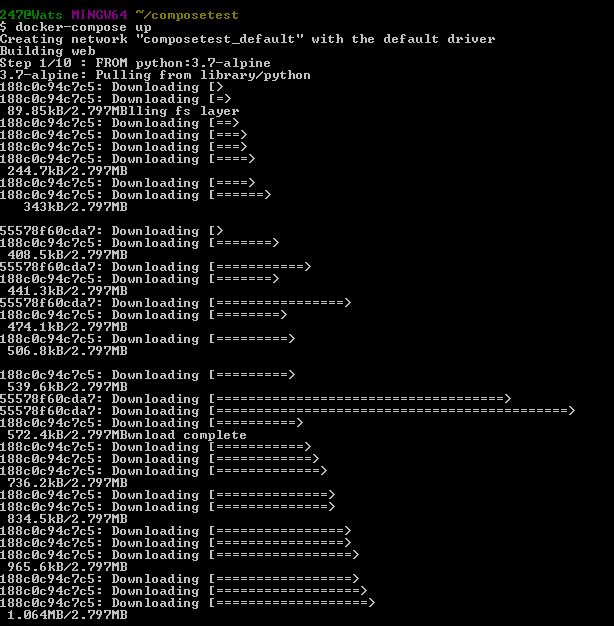 247@Wats MINGW64 ~/composetest
$ docker-compose up
Creating network "composetest_default" with the default driver
Building web
Step 1/10 : FROM python:3.7-alpine
3.7-alpine: Pulling from library/python
188c0c94c7c5: Downloading [>
188c0c94c7c5: Downloading [=>
 89.85kB/2.797MBlling fs layer
188c0c94c7c5: Downloading [==>
188c0c94c7c5: Downloading [===>
188c0c94c7c5: Downloading [===>
188c0c94c7c5: Downloading [====>
 244.7kB/2.797MB
188c0c94c7c5: Downloading [====>
188c0c94c7c5: Downloading [======>
   343kB/2.797MB

55578f60cda7: Downloading [>
188c0c94c7c5: Downloading [=======>
 408.5kB/2.797MB
55578f60cda7: Downloading [===========>
188c0c94c7c5: Downloading [=======>
 441.3kB/2.797MB
55578f60cda7: Downloading [================>
188c0c94c7c5: Downloading [========>
 474.1kB/2.797MB
188c0c94c7c5: Downloading [=========>
 506.8kB/2.797MB

188c0c94c7c5: Downloading [=========>
 539.6kB/2.797MB
55578f60cda7: Downloading [====================================>
55578f60cda7: Downloading [============================================>
188c0c94c7c5: Downloading [==========>
 572.4kB/2.797MBwnload complete
188c0c94c7c5: Downloading [===========>
188c0c94c7c5: Downloading [============>
188c0c94c7c5: Downloading [=============>
 736.2kB/2.797MB
188c0c94c7c5: Downloading [==============>
188c0c94c7c5: Downloading [==============>
 834.5kB/2.797MB
188c0c94c7c5: Downloading [================>
188c0c94c7c5: Downloading [================>
188c0c94c7c5: Downloading [=================>
 965.6kB/2.797MB
188c0c94c7c5: Downloading [=================>
188c0c94c7c5: Downloading [==================>
188c0c94c7c5: Downloading [===================>
 1.064MB/2.797MB